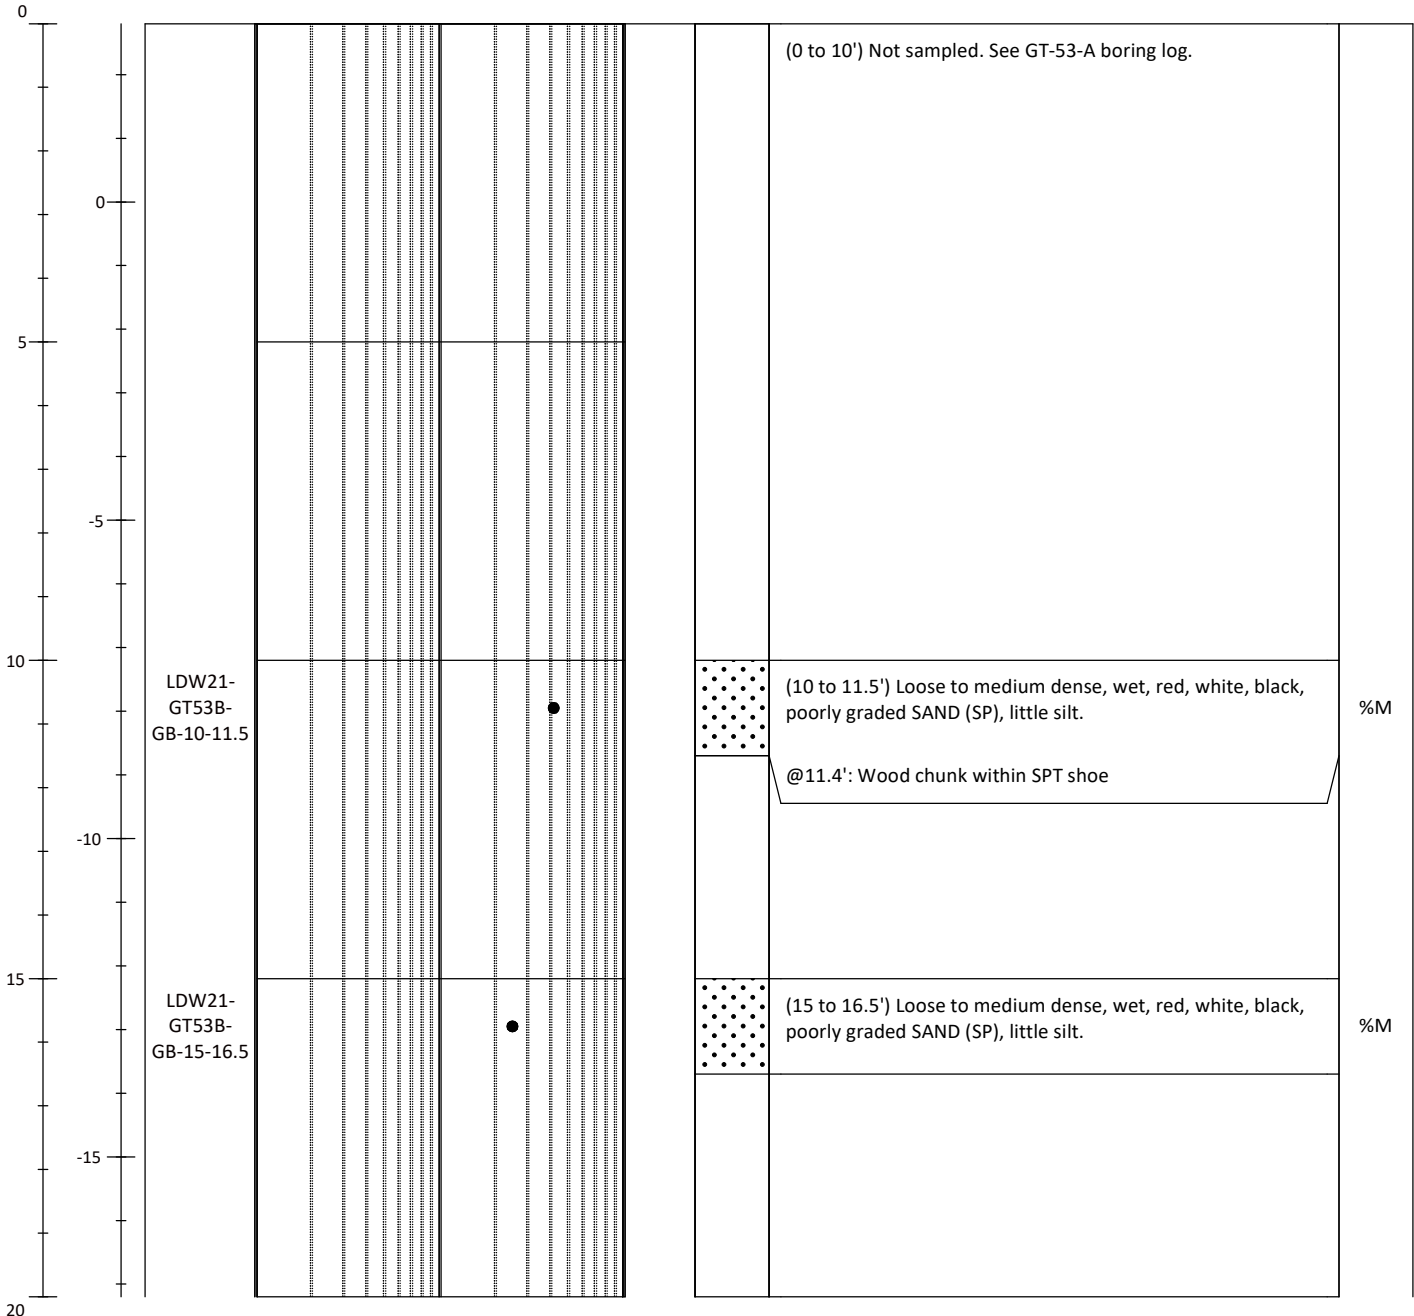 0
(0 to 10') Not sampled. See GT-53-A boring log.
0
5
-5
10
LDW21-
GT53B-
GB-10-11.5
(10 to 11.5') Loose to medium dense, wet, red, white, black,
poorly graded SAND (SP), little silt.
%M
@11.4': Wood chunk within SPT shoe
-10
15
LDW21-
GT53B-
GB-15-16.5
(15 to 16.5') Loose to medium dense, wet, red, white, black,
poorly graded SAND (SP), little silt.
%M
-15
20